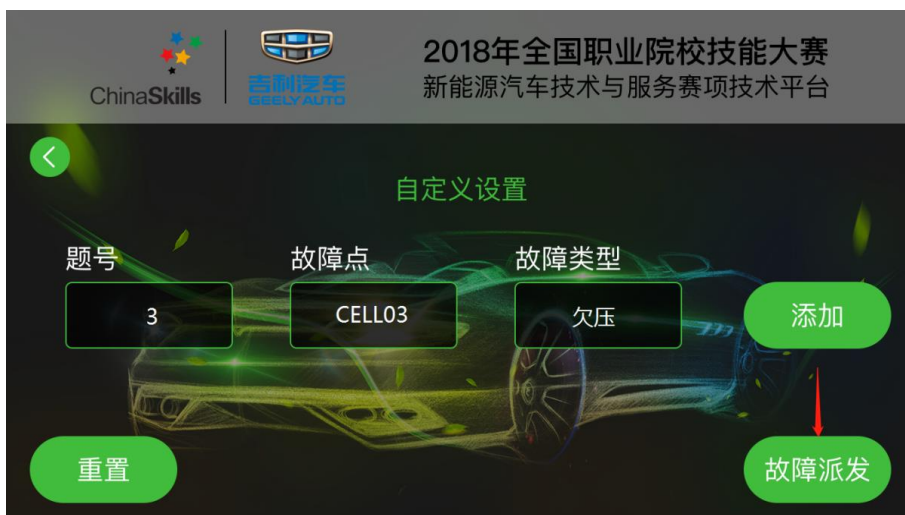 ChinaSkills
吉利汽车
GEELY AUTO
2018年全国职业院校技能大赛
新能源汽车技术与服务赛项技术平台
自定义设置
题号 故障点 故障类型
3 CELL03 欠压 添加
重置 故障派发